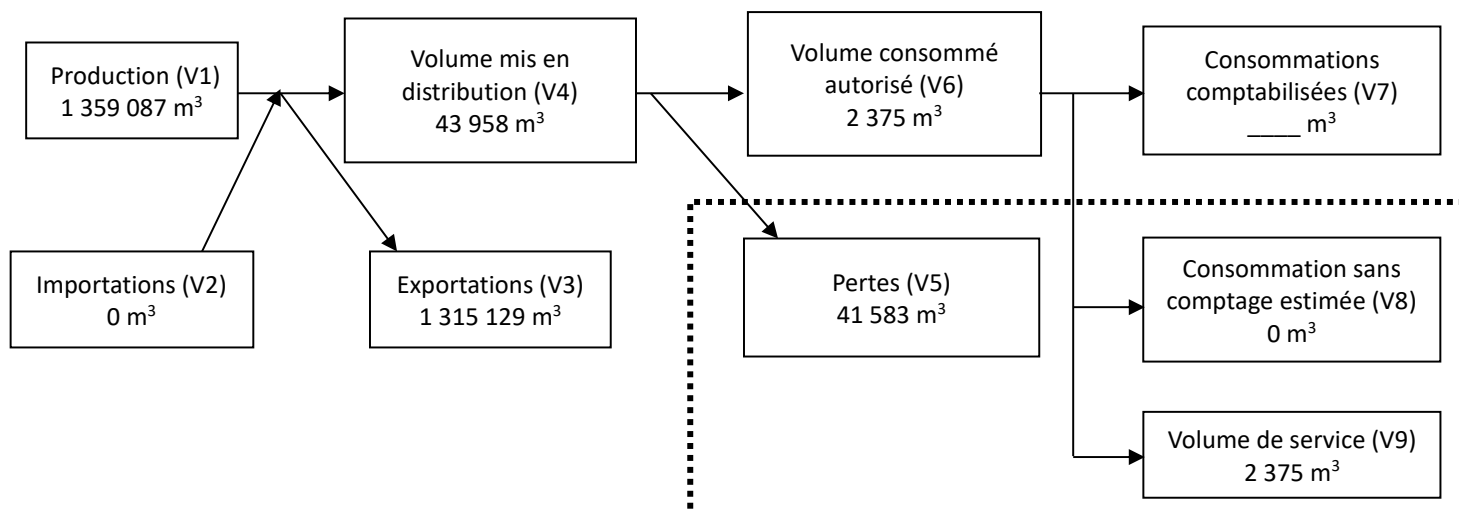 Production (V1)
1 359 087 m³
Volume mis en
distribution (V4)
43 958 m³
Volume consommé
autorisé (V6)
2 375 m³
Consommations
comptabilisées (V7)
____ m³
Importations (V2)
0 m³
Exportations (V3)
1 315 129 m³
Pertes (V5)
41 583 m³
Consommation sans
comptage estimée (V8)
0 m³
Volume de service (V9)
2 375 m³